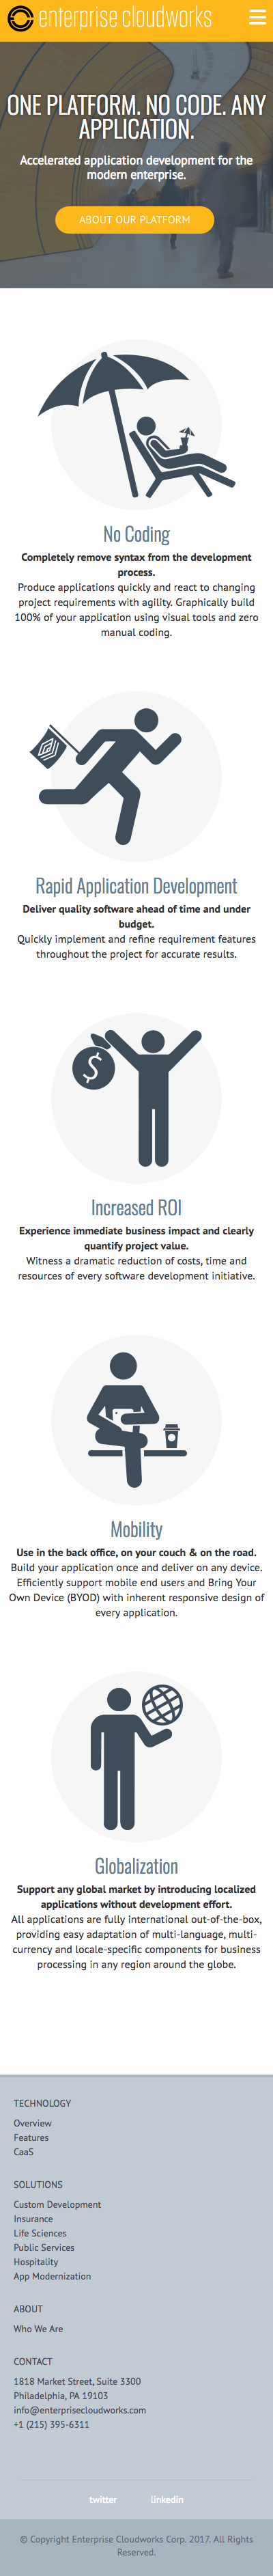 enterprise cloudworks
ONE PLATFORM. NO CODE. ANY
APPLICATION.
Accelerated application development for the
modern enterprise.
ABOUT OUR PLATFORM
No Coding
Completely remove syntax from the development
process.
Produce applications quickly and react to changing
project requirements with agility. Graphically build
100% of your application using visual tools and zero
manual coding.
Rapid Application Development
Deliver quality software ahead of time and under
budget.
Quickly implement and refine requirement features
throughout the project for accurate results.
$
Increased ROI
Experience immediate business impact and clearly
quantify project value.
Witness a dramatic reduction of costs, time and
resources of every software development initiative.
Mobility
Use in the back office, on your couch & on the road.
Build your application once and deliver on any device.
Efficiently support mobile end users and Bring Your
Own Device (BYOD) with inherent responsive design of
every application.
Globalization
Support any global market by introducing localized
applications without development effort.
All applications are fully international out-of-the-box,
providing easy adaptation of multi-language, multi-
currency and locale-specific components for business
processing in any region around the globe.
TECHNOLOGY
Overview
Features
CaaS
SOLUTIONS
Custom Development
Insurance
Life Sciences
Public Services
Hospitality
App Modernization
ABOUT
Who We Are
CONTACT
1818 Market Street, Suite 3300
Philadelphia, PA 19103
info@enterprisecloudworks.com
+1 (215) 395-6311
twitter linkedin
© Copyright Enterprise Cloudworks Corp. 2017. All Rights
Reserved.